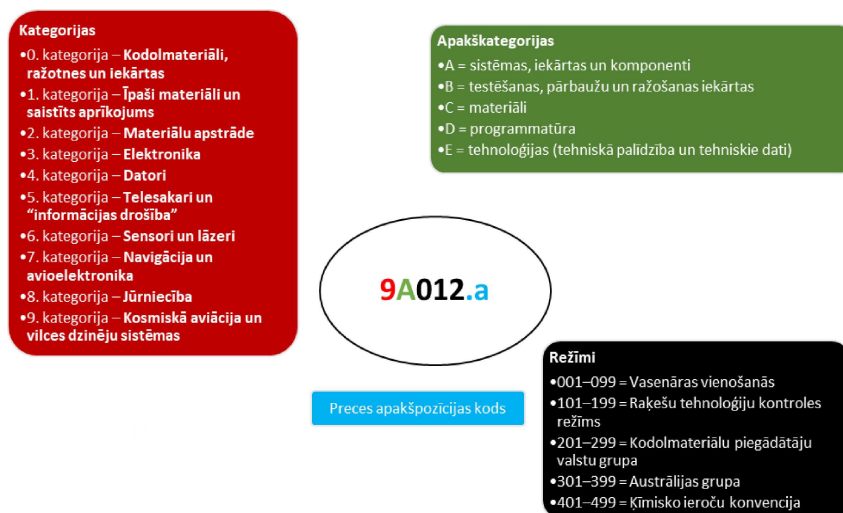 Kategorijas
•0. kategorija – Kodolmateriāli,
ražotnes un iekārtas
•1. kategorija – Īpaši materiāli un
saistīts aprīkojums
•2. kategorija – Materiālu apstrāde
•3. kategorija – Elektronika
•4. kategorija – Datori
•5. kategorija – Telesakari un
“informācijas drošība”
•6. kategorija – Sensori un lāzeri
•7. kategorija – Navigācija un
avioelektronika
•8. kategorija – Jūrniecība
•9. kategorija – Kosmiskā aviācija un
vilces dzinēju sistēmas
Apakškategorijas
•A = sistēmas, iekārtas un komponenti
•B = testēšanas, pārbaužu un ražošanas iekārtas
•C = materiāli
•D = programmatūra
•E = tehnoloģijas (tehniskā palīdzība un tehniskie dati)
9A012.a
Preces apakšpozīcijas kods
Režīmi
•001–099 = Vasenāras vienošanās
•101–199 = Raķešu tehnoloģiju kontroles
režīms
•201–299 = Kodolmateriālu piegādātāju
valstu grupa
•301–399 = Austrālijas grupa
•401–499 = Ķīmisko ieroču konvencija